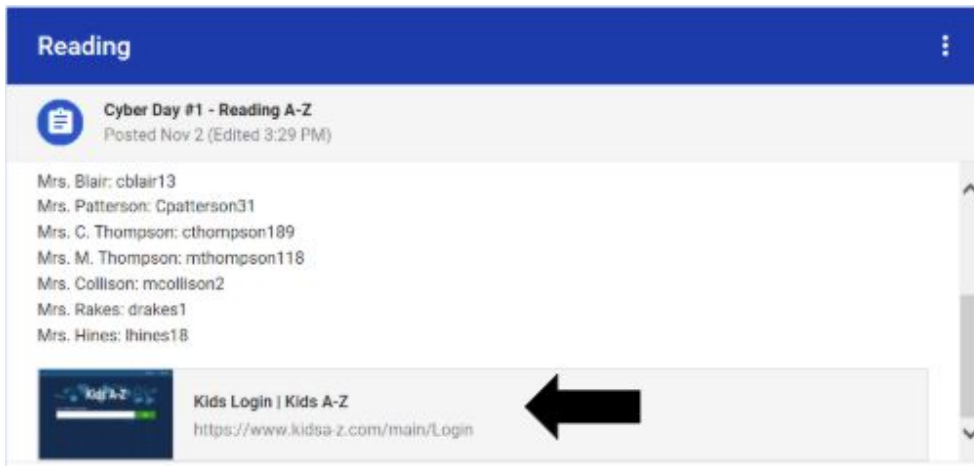 Reading
Cyber Day #1 - Reading A-Z
Posted Nov 2 (Edited 3:29 PM)
Mrs. Blair: cblair13
Mrs. Patterson: Cpatterson31
Mrs. C. Thompson: cthompson189
Mrs. M. Thompson: mthompson118
Mrs. Collison: mcollison2
Mrs. Rakes: drakes1
Mrs. Hines: lhines18
Kids A-Z
Kids Login | Kids A-Z
https://www.kidsa-z.com/main/Login